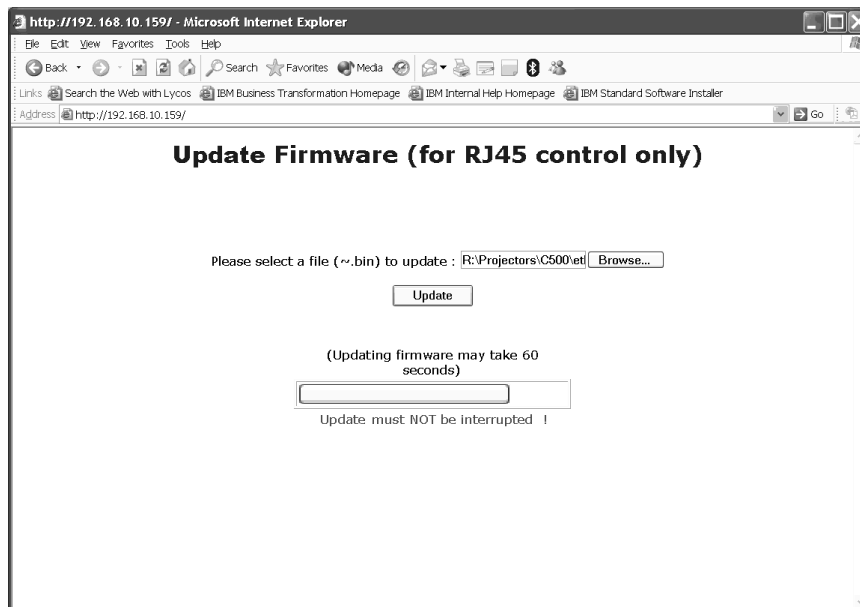 http://192.168.10.159/ - Microsoft Internet Explorer
File Edit View Favorites Tools Help
Back Search Favorites Media
Links Search the Web with Lycos IBM Business Transformation Homepage IBM Internal Help Homepage IBM Standard Software Installer
Address http://192.168.10.159/ Go
Update Firmware (for RJ45 control only)
Please select a file (~.bin) to update : R:\Projectors\C500\et Browse...
Update
(Updating firmware may take 60
seconds)
Update must NOT be interrupted !